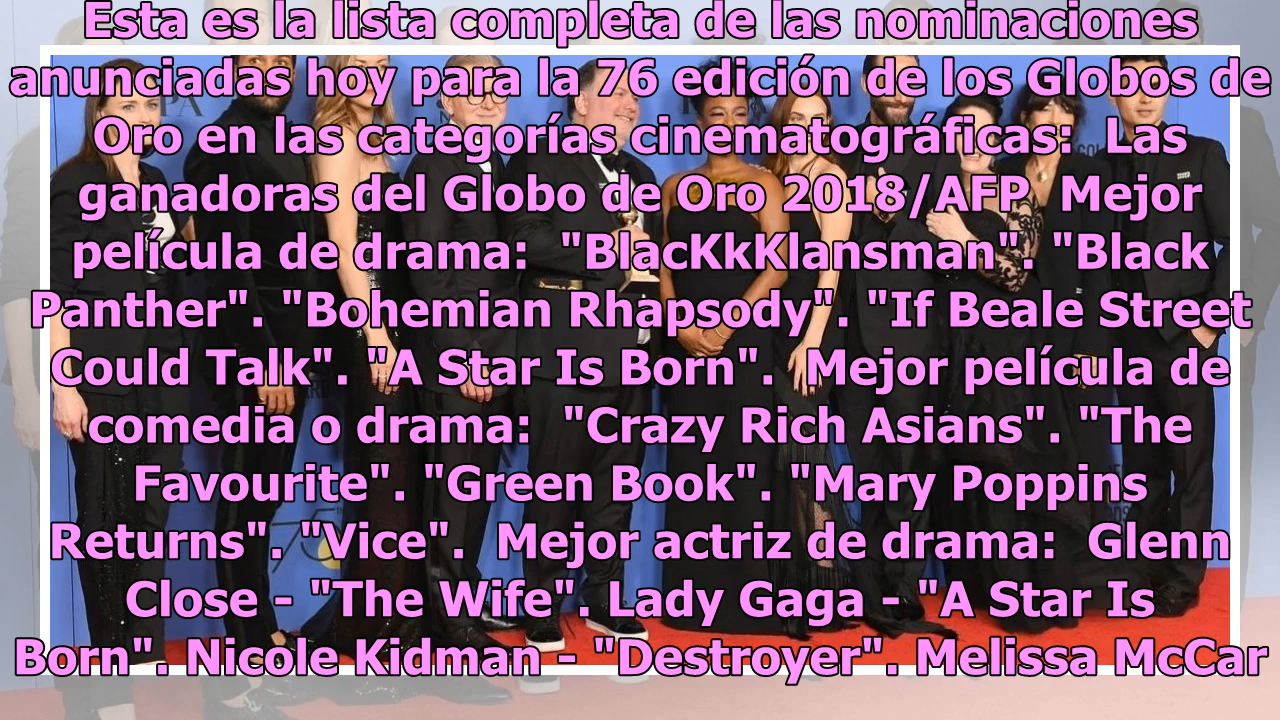 Esta es la lista completa de las nominaciones
anunciadas hoy para la 76 edición de los Globos de
Oro en las categorías cinematográficas:  Las
ganadoras del Globo de Oro 2018/AFP  Mejor
película de drama:  "BlacKkKlansman". "Black
Panther". "Bohemian Rhapsody". "If Beale Street
Could Talk". "A Star Is Born".  Mejor película de
comedia o drama:  "Crazy Rich Asians". "The
Favourite". "Green Book". "Mary Poppins
Returns". "Vice".  Mejor actriz de drama:  Glenn
Close - "The Wife". Lady Gaga - "A Star Is
Born". Nicole Kidman - "Destroyer". Melissa McCar